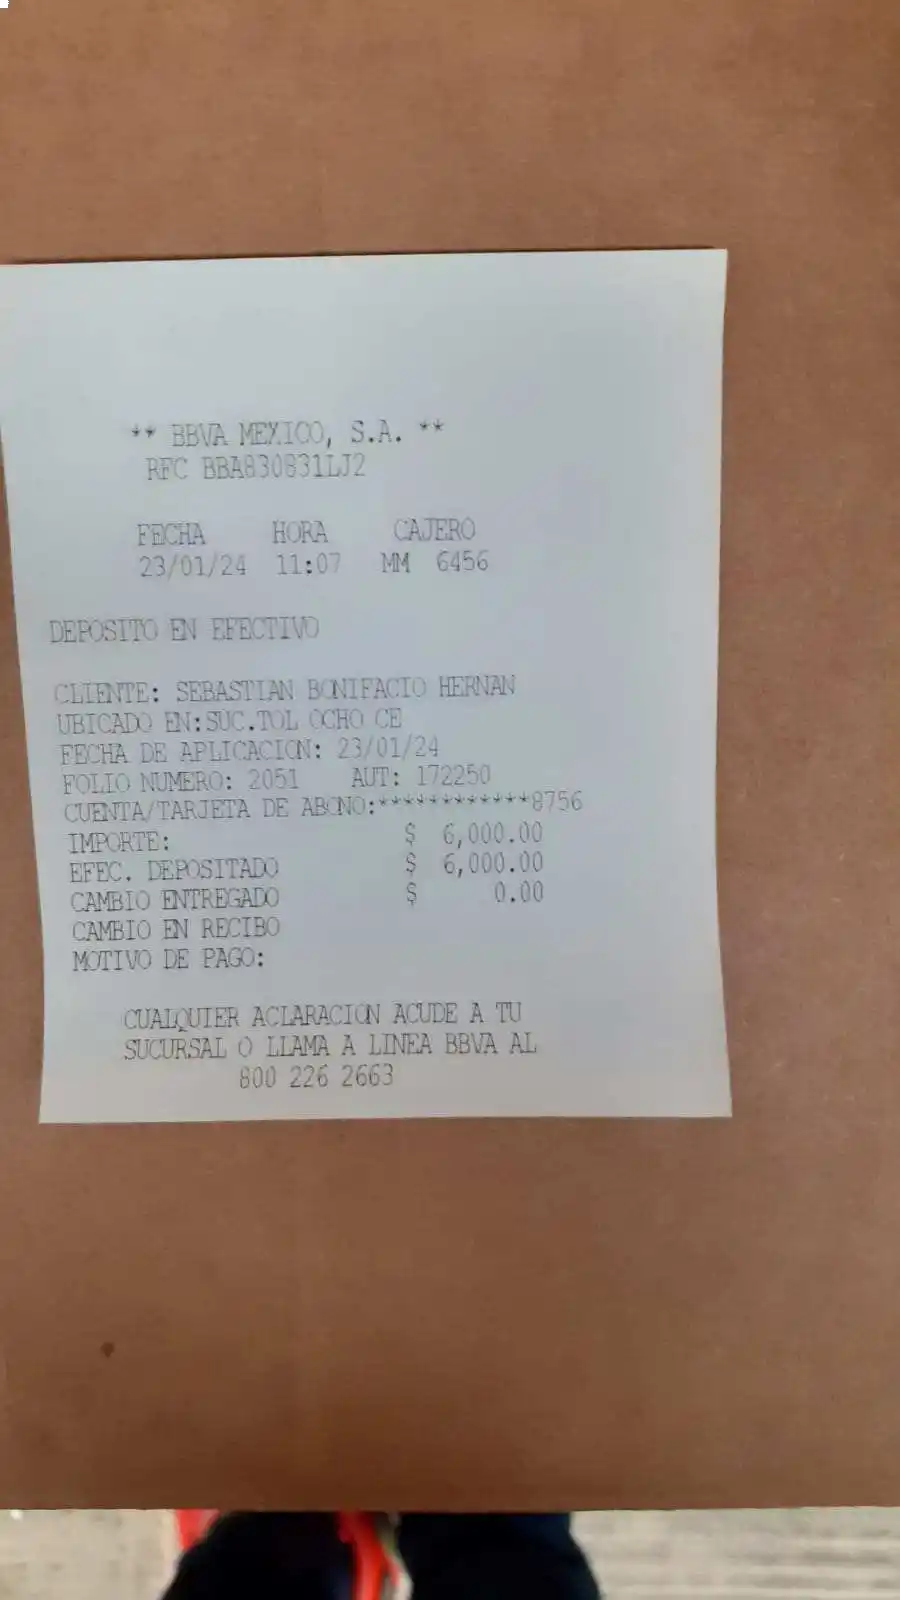 ** BBVA MEXICO, S.A. **
RFC BBA830831LJ2
FECHA HORA CAJERO
23/01/24 11:07 MM 6456
DEPOSITO EN EFECTIVO
CLIENTE: SEBASTIAN BONIFACIO HERNAN
UBICADO EN:SUC.TOL OCHO CE
FECHA DE APLICACION: 23/01/24
FOLIO NUMERO: 2051 AUT: 172250
CUENTA/TARJETA DE ABONO:************8756
IMPORTE: $ 6,000.00
EFEC. DEPOSITADO $ 6,000.00
CAMBIO ENTREGADO $ 0.00
CAMBIO EN RECIBO
MOTIVO DE PAGO:
CUALQUIER ACLARACION ACUDE A TU
SUCURSAL O LLAMA A LINEA BBVA AL
800 226 2663